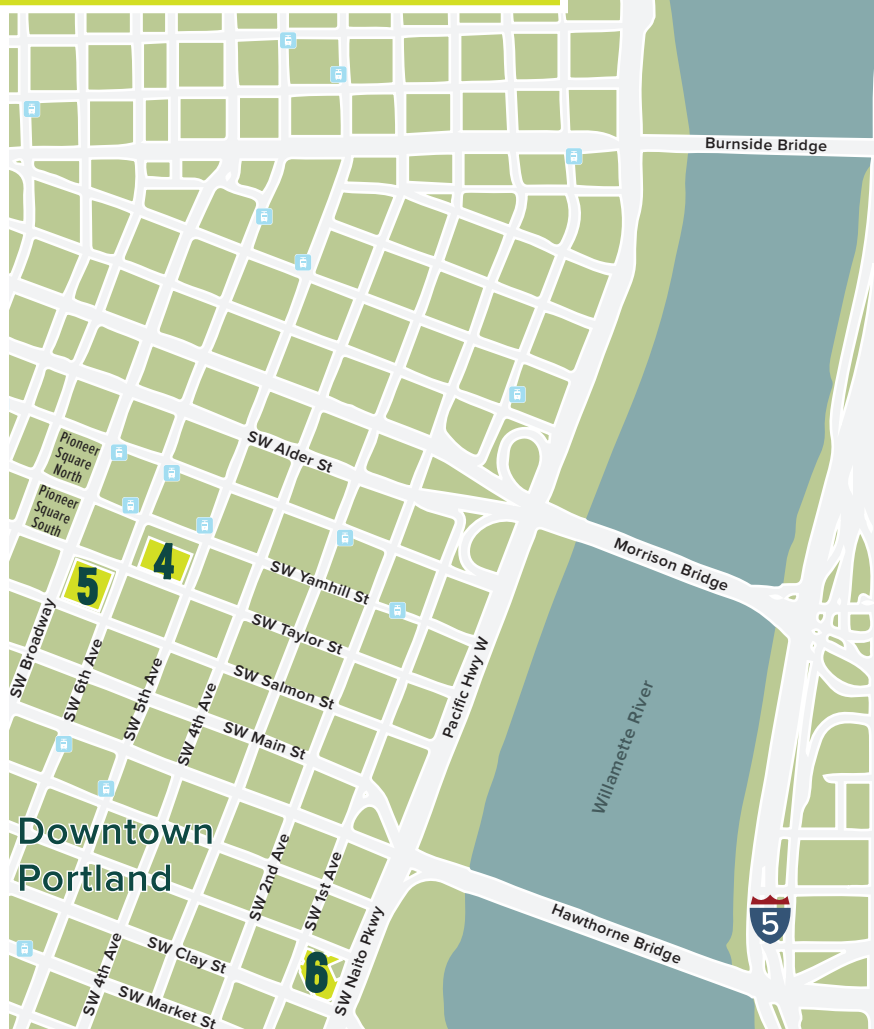 Burnside Bridge
SW Alder St
Pioneer
Square
North
Pioneer
Square
South
Morrison Bridge
4
5
SW Yamhill St
SW Taylor St
SW Broadway
SW 6th Ave
SW 5th Ave
SW 4th Ave
SW Salmon St
SW Main St
Pacific Hwy W
Willamette River
Downtown
Portland
SW 2nd Ave
SW 1st Ave
SW Naito Pkwy
Hawthorne Bridge
5
SW 4th Ave
SW Clay St
SW Market St
6